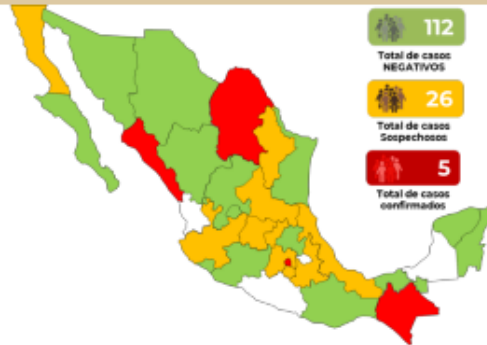 112
Total de casos
NEGATIVOS
26
Total de casos
Sospechosos
5
Total de casos
confirmados